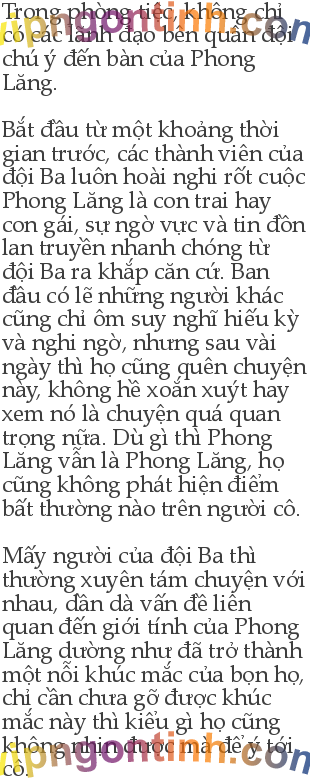 Trong phòng tiệc, không chỉ
có các lãnh đạo bên quân đội
chú ý đến bàn của Phong
Lăng.
Bắt đầu từ một khoảng thời
gian trước, các thành viên của
đội Ba luôn hoài nghi rốt cuộc
Phong Lăng là con trai hay
con gái, sự ngờ vực và tin đồn
lan truyền nhanh chóng từ
đội Ba ra khắp căn cứ. Ban
đầu có lẽ những người khác
cũng chỉ ôm suy nghĩ hiếu kỳ
và nghi ngờ, nhưng sau vài
ngày thì họ cũng quên chuyện
này, không hề xoắn xuýt hay
xem nó là chuyện quá quan
trọng nữa. Dù gì thì Phong
Lăng vẫn là Phong Lăng, họ
cũng không phát hiện điểm
bất thường nào trên người cô.
Mấy người của đội Ba thì
thường xuyên tám chuyện với
nhau, dần dà vấn đề liên
quan đến giới tính của Phong
Lăng dường như đã trở thành
một nỗi khúc mắc của bọn họ,
chỉ cần chưa gỡ được khúc
mắc này thì kiểu gì họ cũng
không nhịn được mà để ý tới
cô.
vipngontinh.com
vipngontinh.com